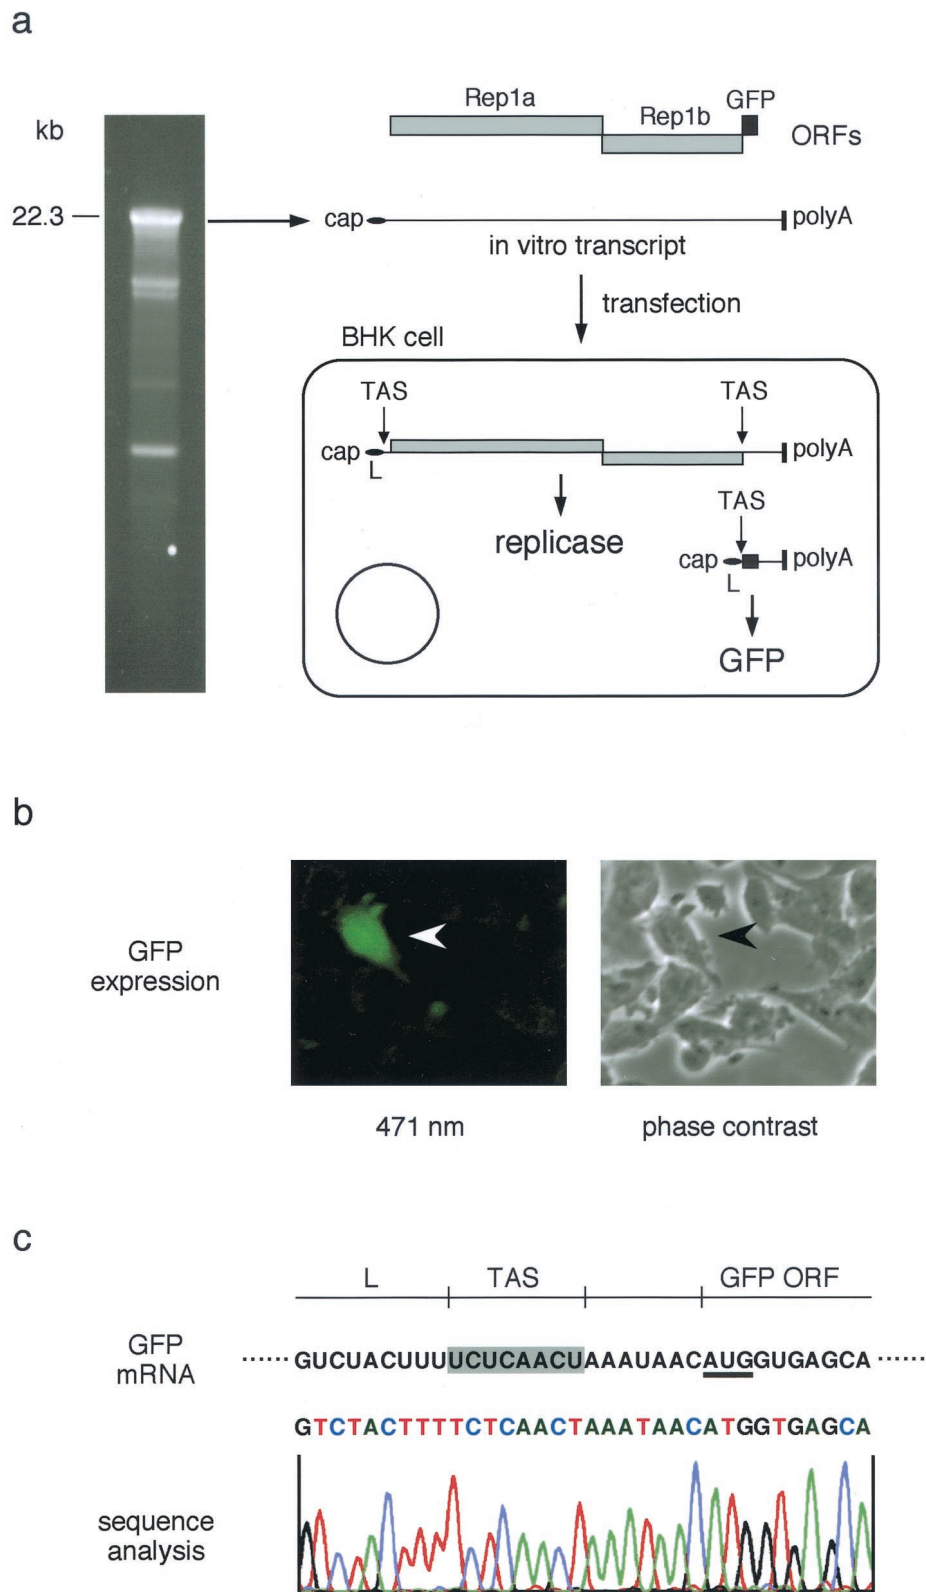 a
kb
22.3
Rep1a
Rep1b
GFP
ORFs
cap
polyA
in vitro transcript
transfection
BHK cell
TAS
TAS
cap
polyA
L
replicase
TAS
cap
polyA
L
GFP
b
GFP
expression
471 nm
phase contrast
c
L
TAS
GFP ORF
GFP
mRNA
······GUCUACUUUUCUCAACUAAAUAACAUGGUGAGCA······
GTCTACTTTTCTCAACTAAATAACATGGTGAGCA
sequence
analysis